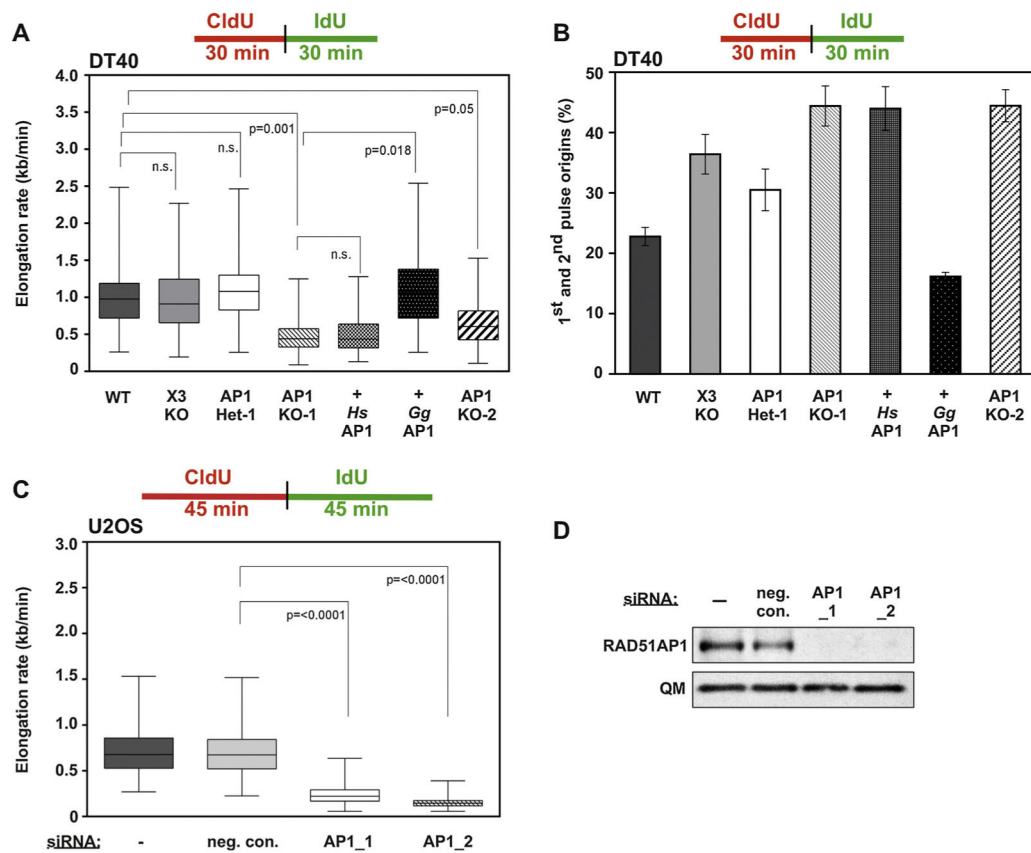 A
CldU
IdU
30 min
30 min
DT40
Elongation rate (kb/min)
4.0
3.5
3.0
2.5
2.0
1.5
1.0
0.5
0
p=0.05
p=0.001
n.s.
n.s.
p=0.018
n.s.
WT
X3
KO
AP1
Het-1
AP1
KO-1
+
Hs
AP1
+
Gg
AP1
AP1
KO-2
B
CldU
IdU
30 min
30 min
DT40
1st and 2nd pulse origins (%)
50
40
30
20
10
0
WT
X3
KO
AP1
Het-1
AP1
KO-1
+
Hs
AP1
+
Gg
AP1
AP1
KO-2
C
CldU
IdU
45 min
45 min
U2OS
Elongation rate (kb/min)
3.0
2.5
2.0
1.5
1.0
0.5
0
p=<0.0001
p=<0.0001
siRNA: - neg. con. AP1_1 AP1_2
D
siRNA:
–
neg.
con.
AP1
_1
AP1
_2
RAD51AP1
QM